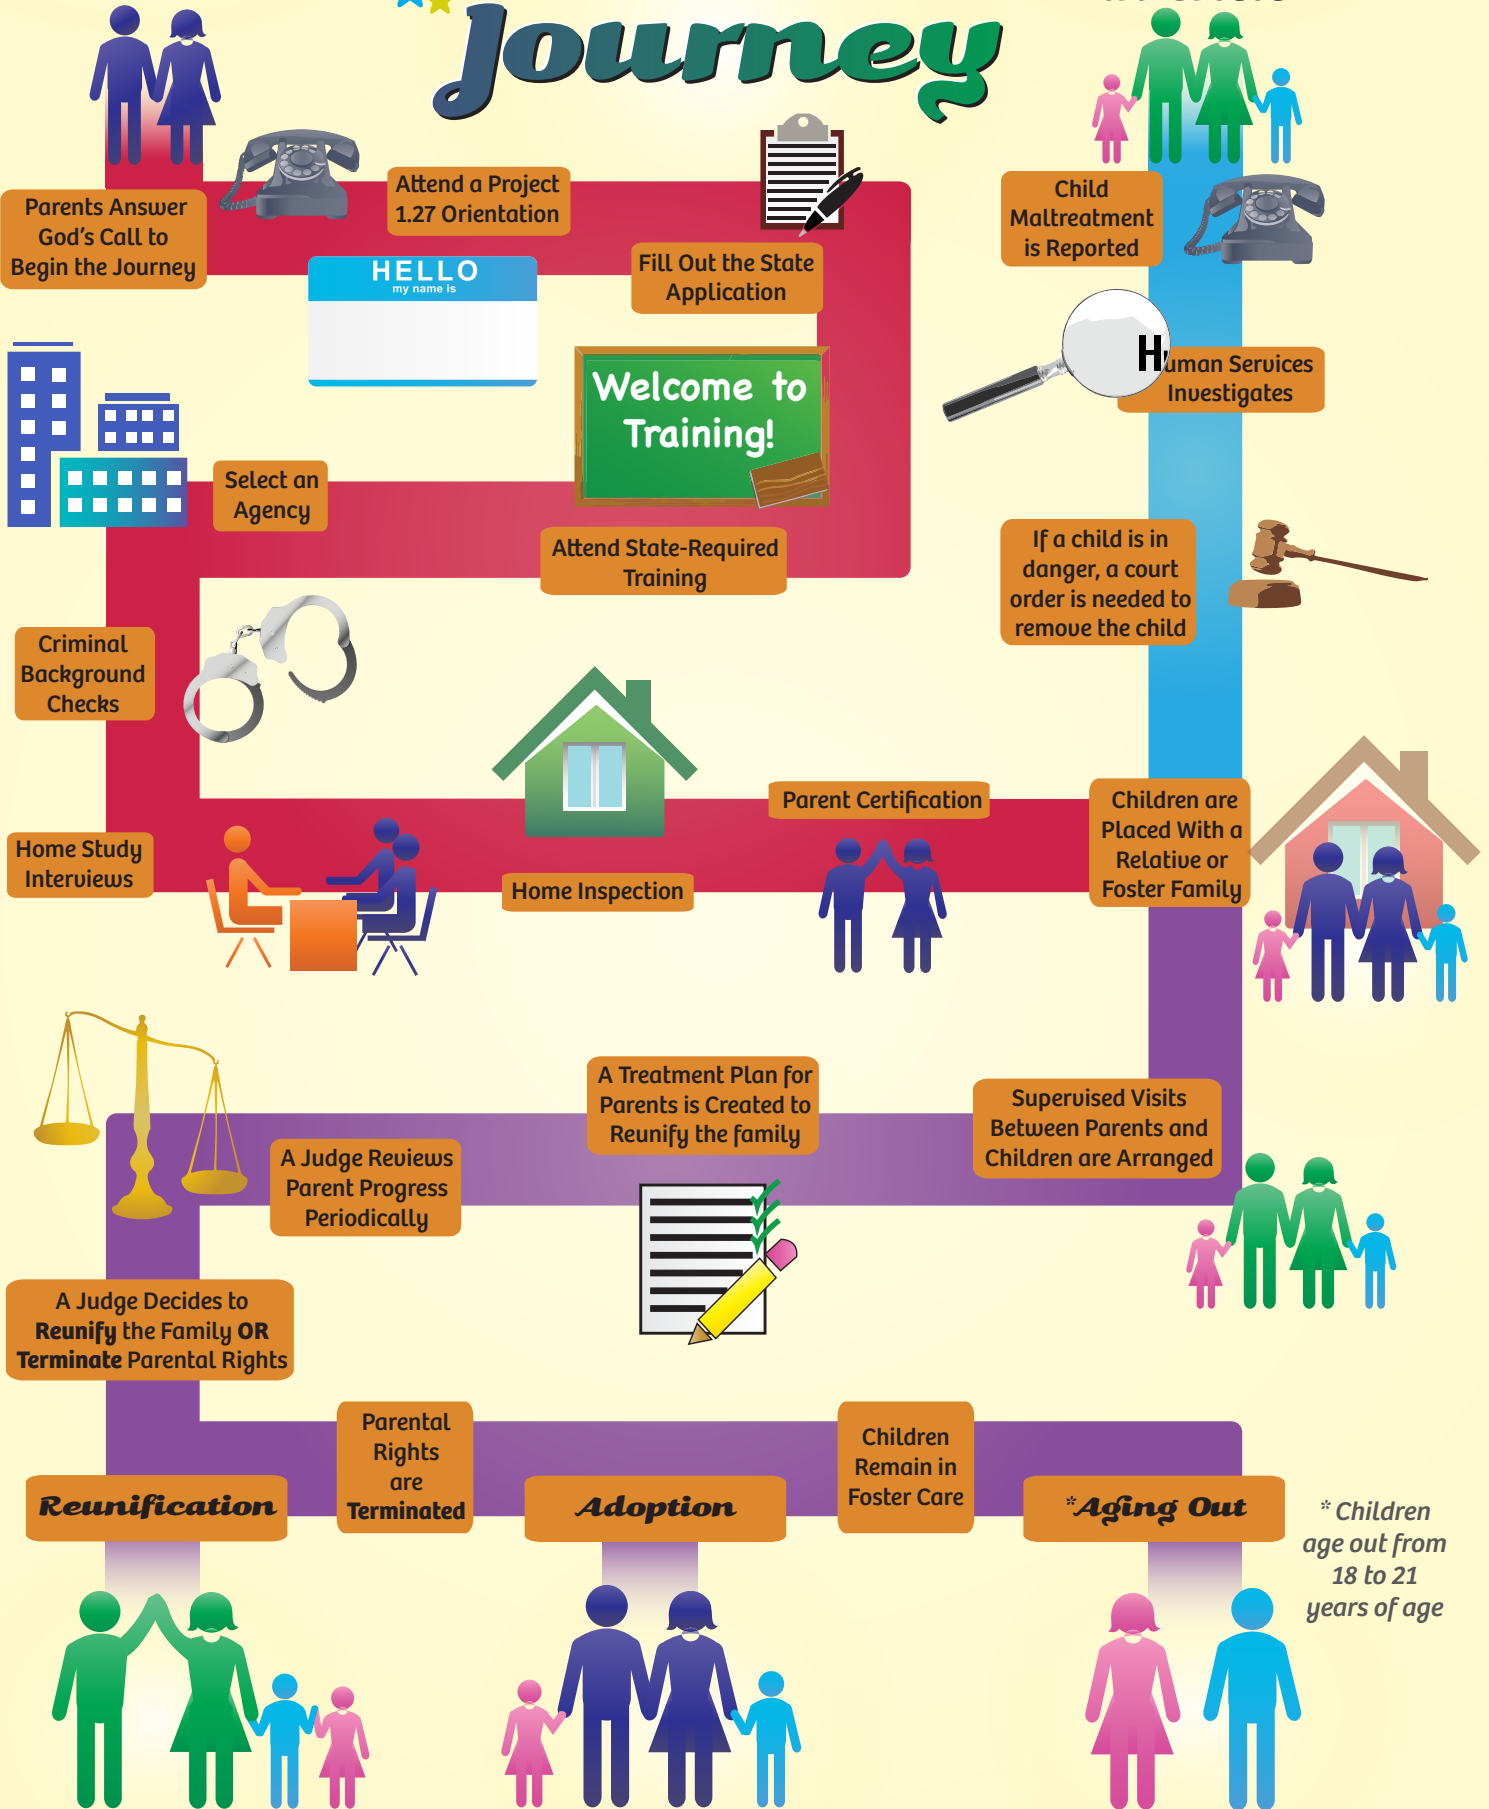 Journey
Parents Answer
God's Call to
Begin the Journey
Attend a Project
1.27 Orientation
HELLO
my name is
Fill Out the State
Application
Welcome to
Training!
Attend State-Required
Training
Select an
Agency
Criminal
Background
Checks
Home Study
Interviews
Home Inspection
Parent Certification
Child
Maltreatment
is Reported
Human Services
Investigates
If a child is in
danger, a court
order is needed to
remove the child
Children are
Placed With a
Relative or
Foster Family
Supervised Visits
Between Parents and
Children are Arranged
A Treatment Plan for
Parents is Created to
Reunify the family
A Judge Reviews
Parent Progress
Periodically
A Judge Decides to
Reunify the Family OR
Terminate Parental Rights
Reunification
Parental
Rights
are
Terminated
Adoption
Children
Remain in
Foster Care
*Aging Out
* Children
age out from
18 to 21
years of age